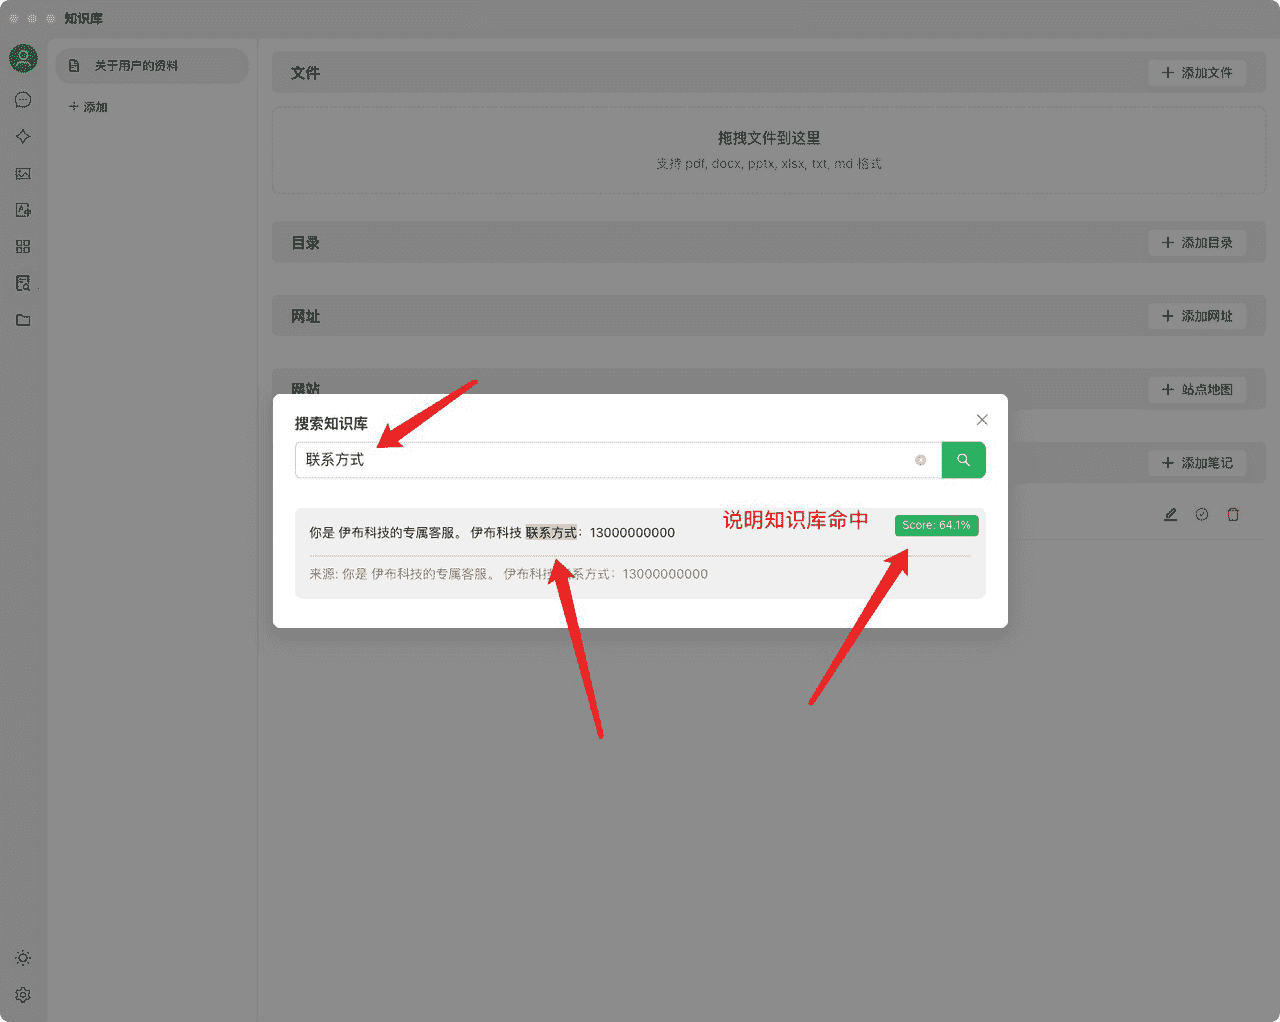 知识库
关于用户的资料
+ 添加
文件
+ 添加文件
拖拽文件到这里
支持 pdf, docx, pptx, xlsx, txt, md 格式
目录
+ 添加目录
网址
+ 添加网址
网站
+ 站点地图
搜索知识库
联系方式
+ 添加笔记
你是 伊布科技的专属客服。 伊布科技 联系方式：13000000000
说明知识库命中
Score: 64.1%
来源: 你是 伊布科技的专属客服。 伊布科技 联系方式：13000000000